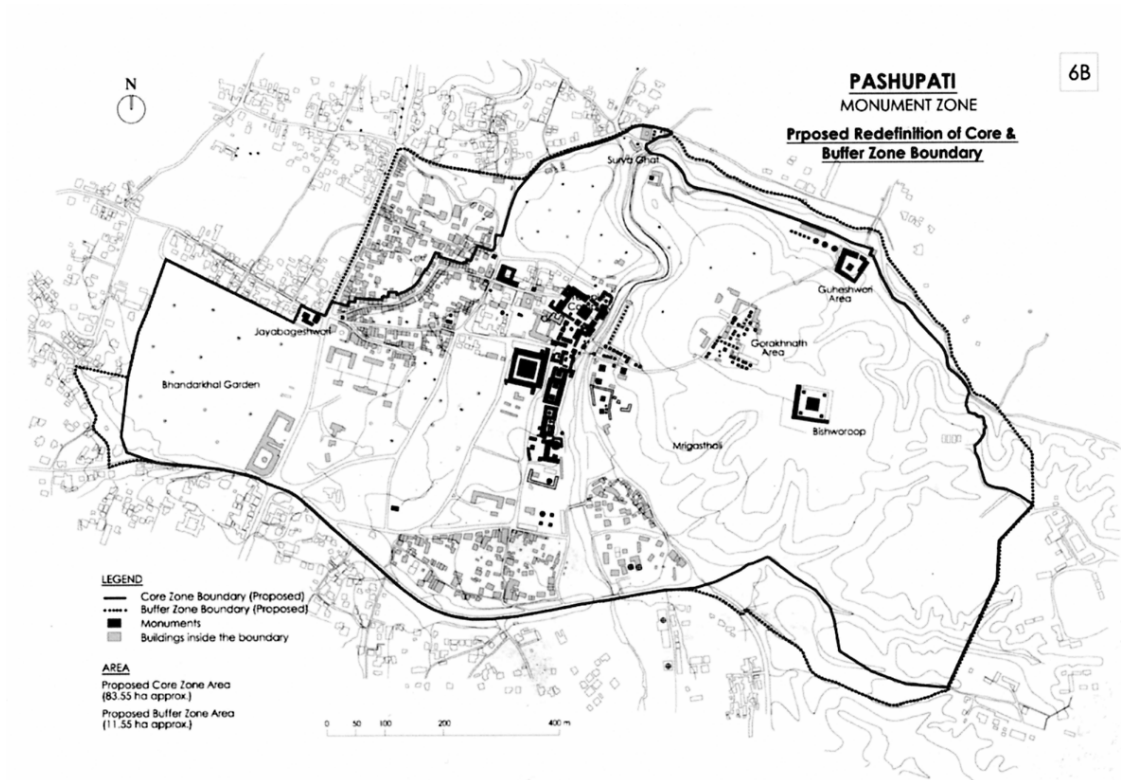 N
6B
PASHUPATI
MONUMENT ZONE
Prposed Redefinition of Core &
Buffer Zone Boundary
Surya Ghat
Guheshwori
Area
Jayabageshwari
Gorakhnath
Area
Bhandarkhal Garden
Bishworoop
Mrigasthali
LEGEND
Core Zone Boundary (Proposed)
Buffer Zone Boundary (Proposed)
Monuments
Buildings inside the boundary
AREA
Proposed Core Zone Area
(83.55 ha approx.)
Proposed Buffer Zone Area
(11.55 ha approx.)
0 50 100 200 400 m